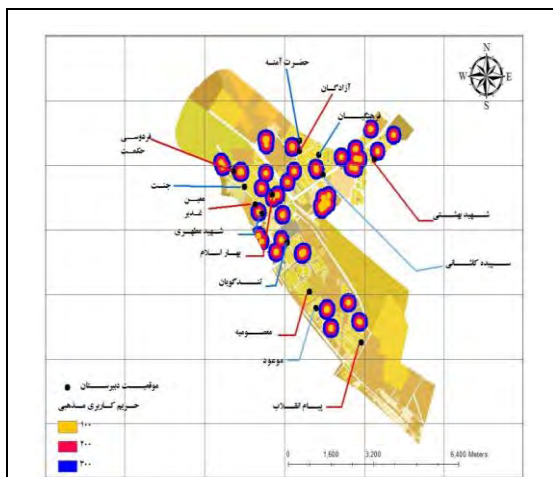 N
W E
S
حضرت آمنه
آزادگان
فرهنگیان
فردوسی
حکمت
جنت
معین
غدیر
شهید مطهری
بهار اسلام
تندگویان
معصومیه
موعود
پیام انقلاب
شهید بهشتی
سپیده کاشانی
موقعیت دبیرستان
حریم کاربری مذهبی
۱۰۰
۲۰۰
۳۰۰
0 1,600 3,200 6,400 Meters